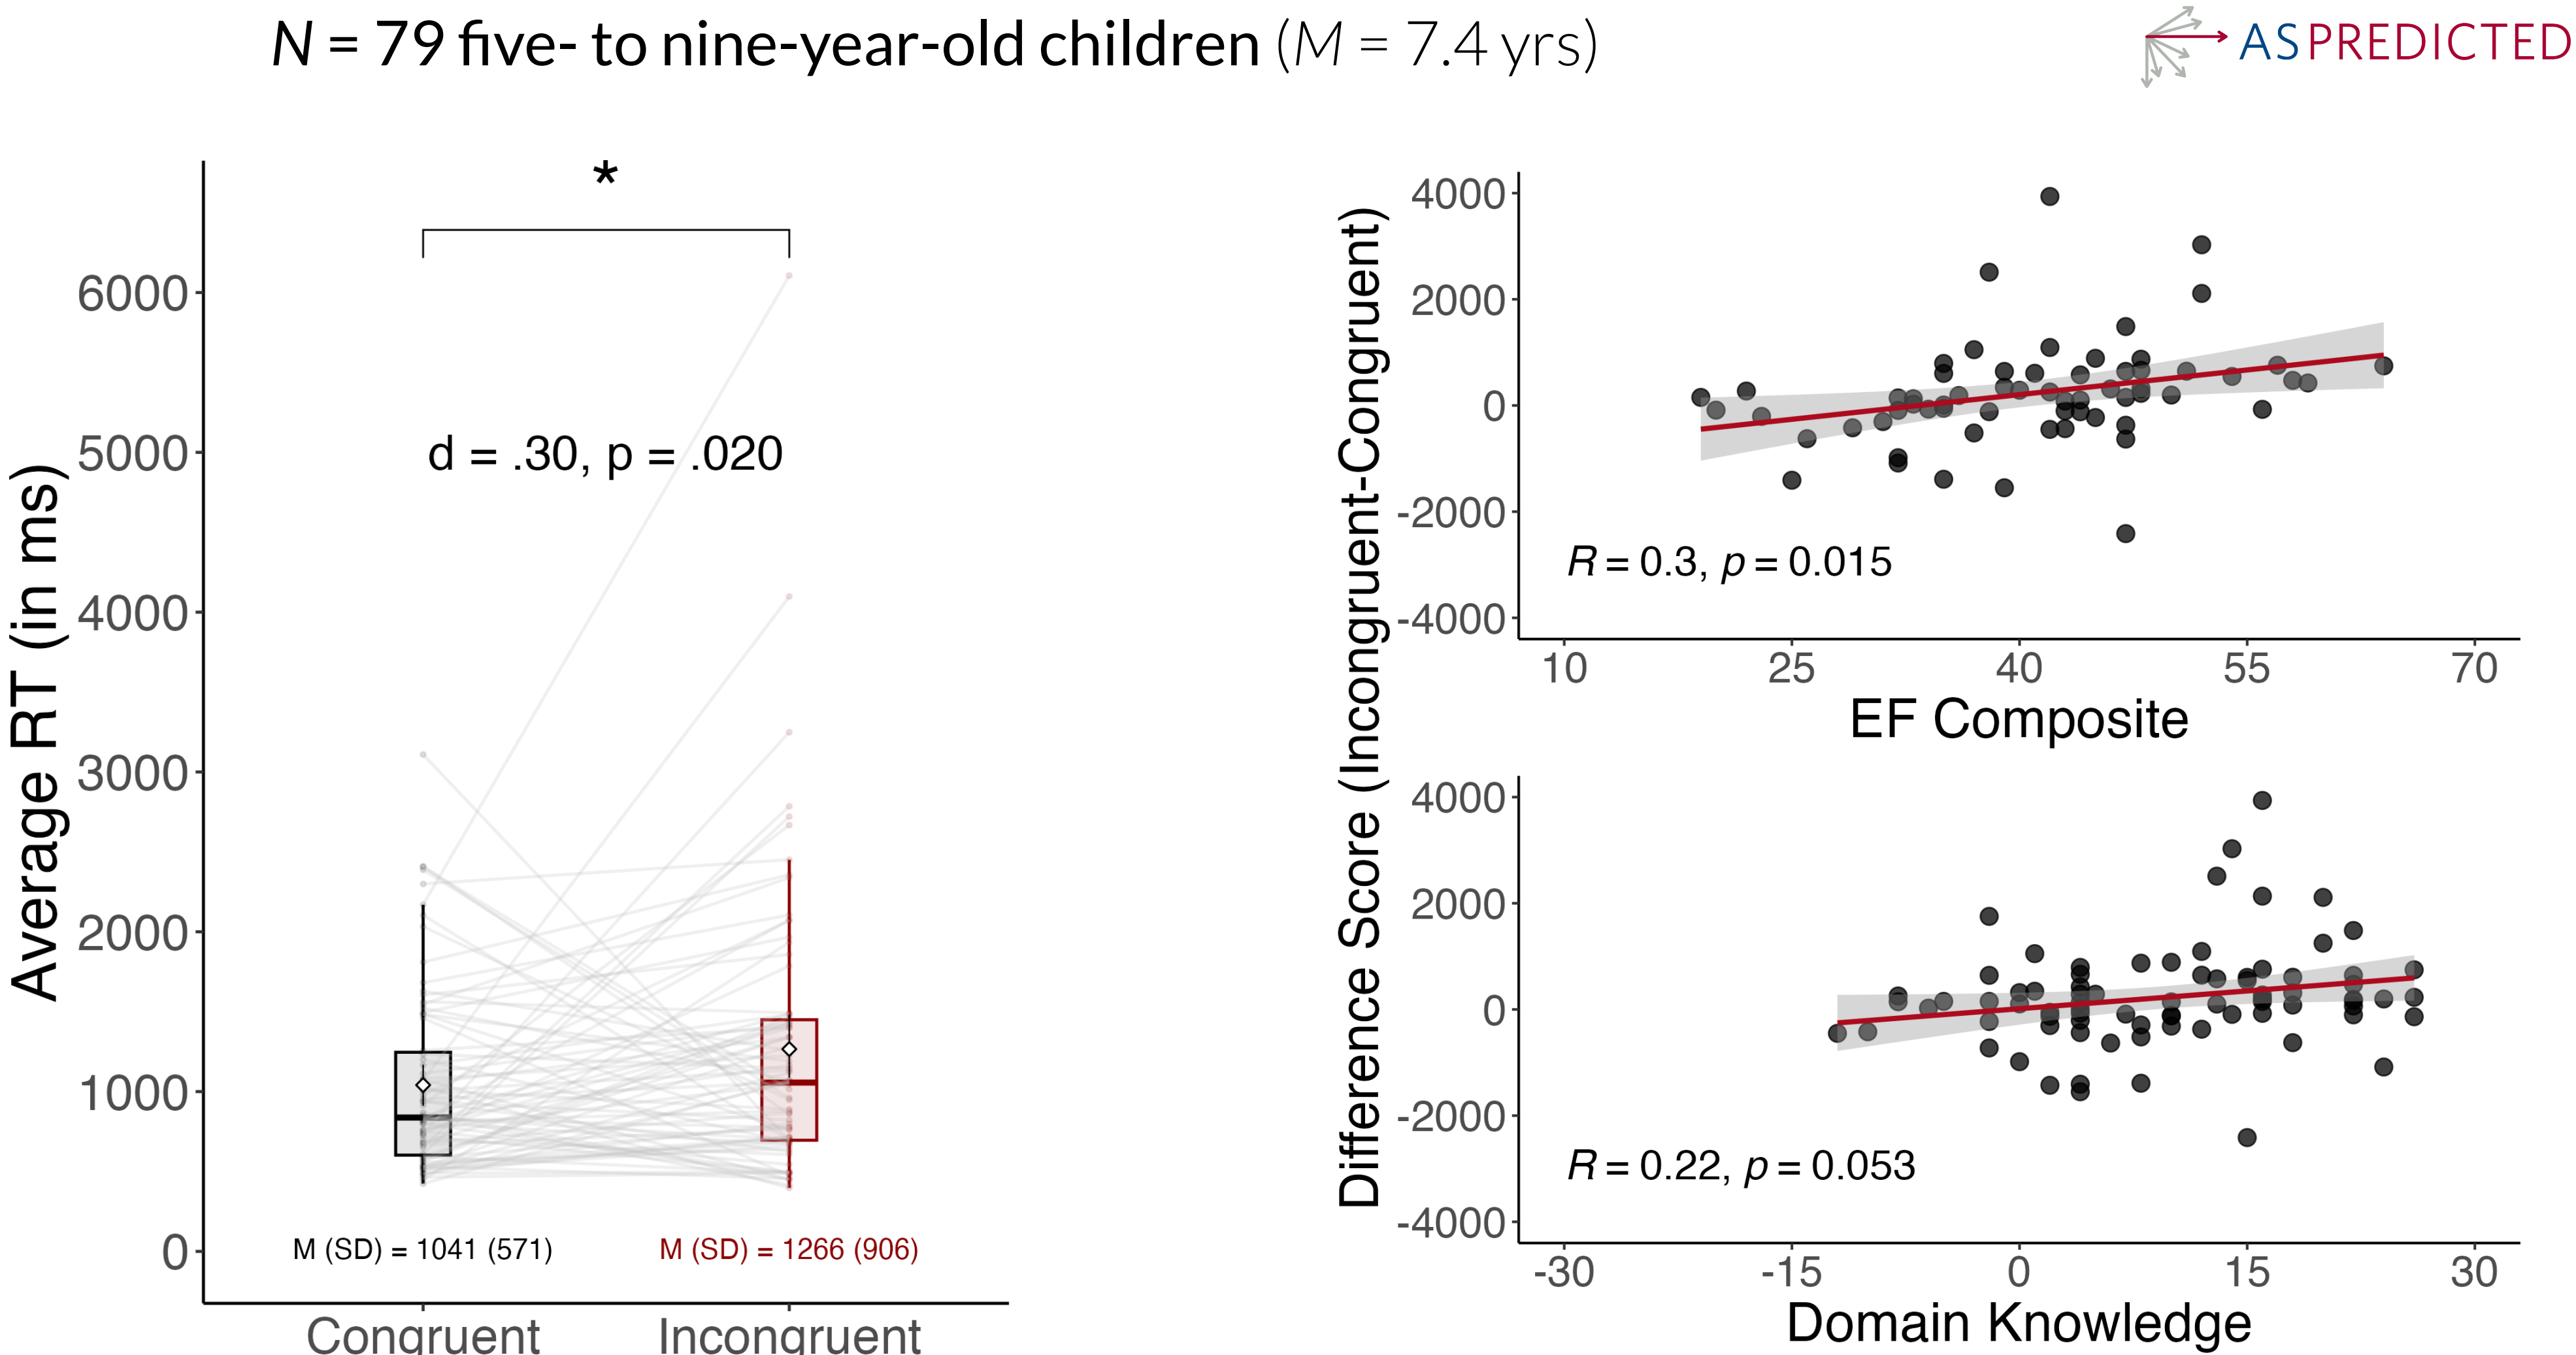 N = 79 five- to nine-year-old children (M = 7.4 yrs)
ASPREDICTED
Average RT (in ms)
6000
5000
4000
3000
2000
1000
0
*
d = .30, p = .020
M (SD) = 1041 (571)
M (SD) = 1266 (906)
Congruent
Incongruent
Difference Score (Incongruent-Congruent)
4000
2000
0
-2000
-4000
R = 0.3, p = 0.015
10
25
40
55
70
EF Composite
4000
2000
0
-2000
-4000
R = 0.22, p = 0.053
-30
-15
0
15
30
Domain Knowledge